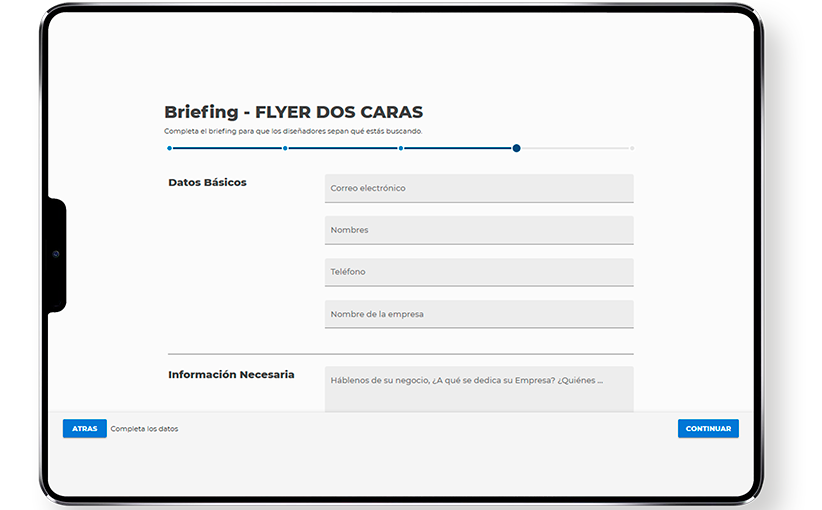 Briefing - FLYER DOS CARAS
Completa el briefing para que los diseñadores sepan qué estás buscando.
Datos Básicos
Correo electrónico
Nombres
Teléfono
Nombre de la empresa
Información Necesaria
Háblenos de su negocio, ¿A qué se dedica su Empresa? ¿Quiénes ...
ATRAS
Completa los datos
CONTINUAR